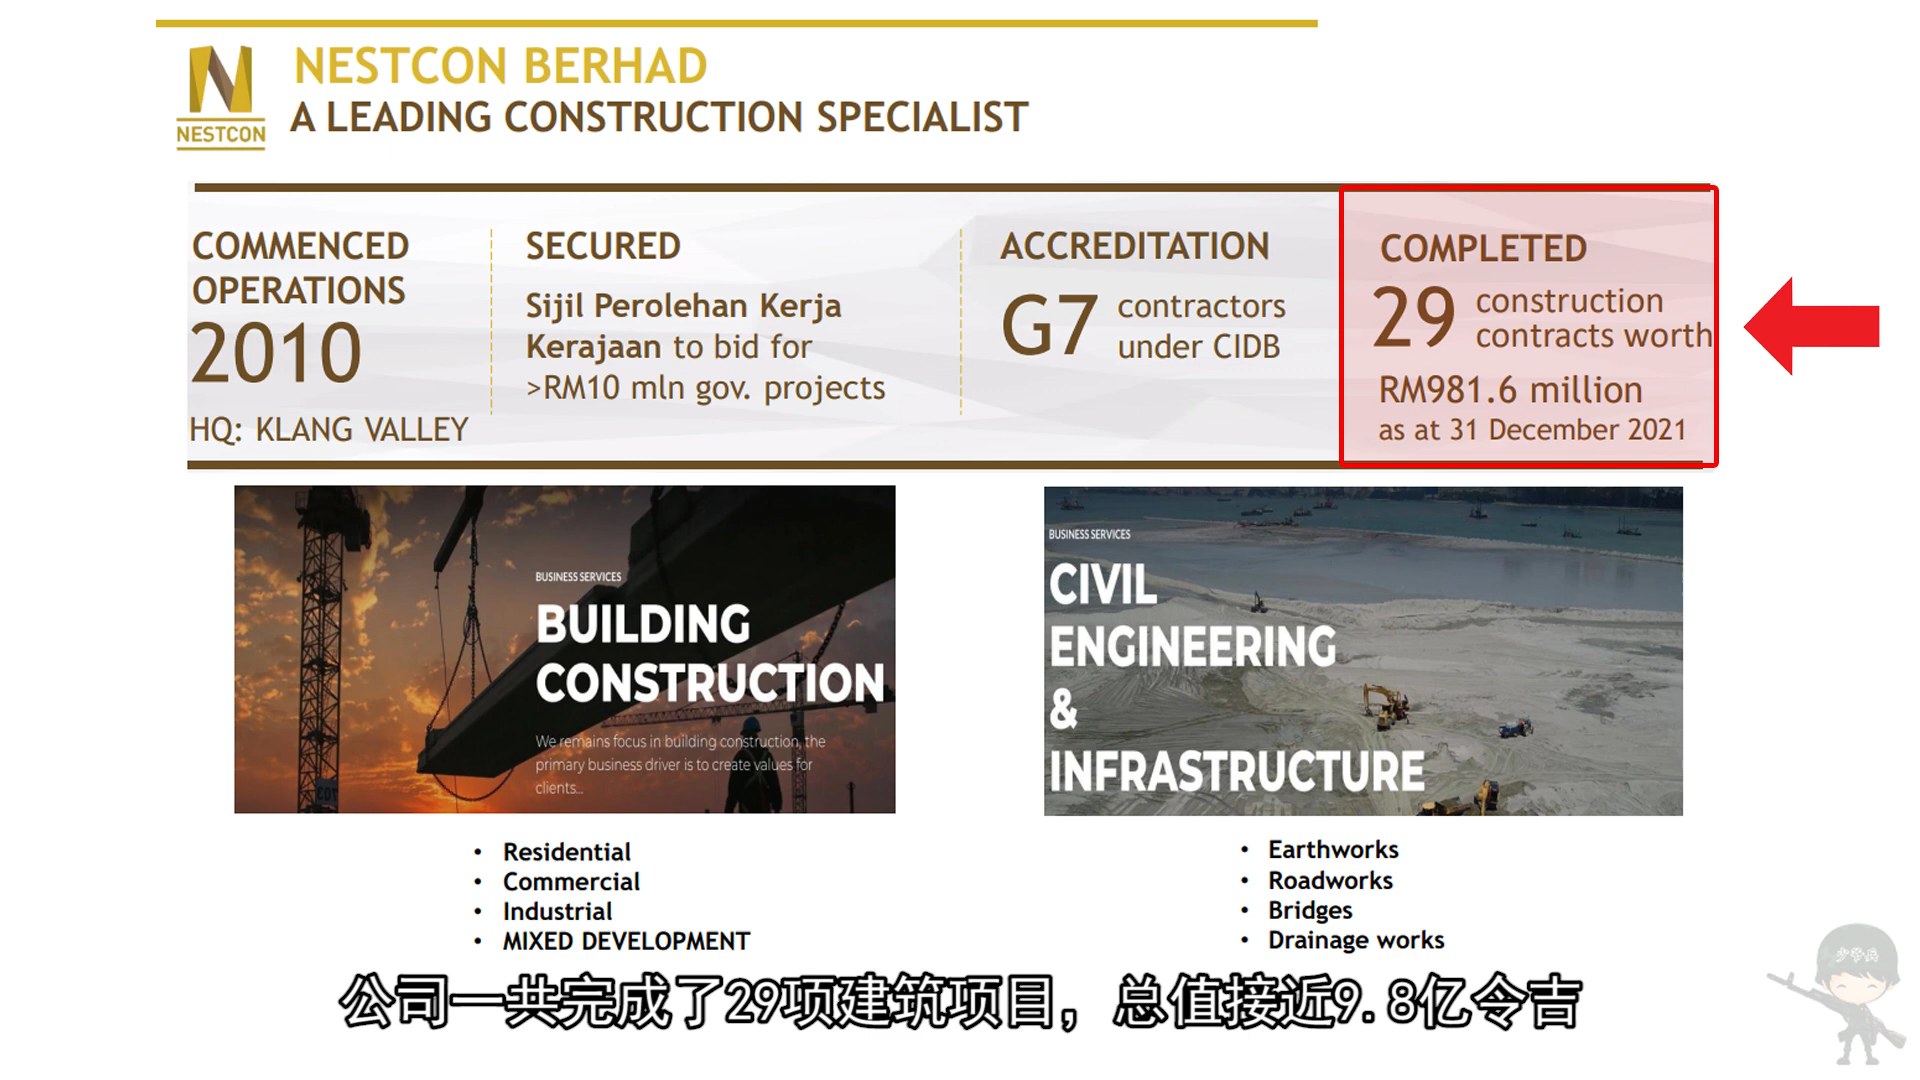 NESTCON BERHAD
A LEADING CONSTRUCTION SPECIALIST
NESTCON
COMMENCED
OPERATIONS
2010
HQ: KLANG VALLEY
SECURED
Sijil Perolehan Kerja
Kerajaan to bid for
>RM10 mln gov. projects
ACCREDITATION
G7 contractors
under CIDB
COMPLETED
29 construction
contracts worth
RM981.6 million
as at 31 December 2021
BUSINESS SERVICES
BUILDING
CONSTRUCTION
We remains focus in building construction, the
primary business driver is to create values for
clients...
BUSINESS SERVICES
CIVIL
ENGINEERING
&
INFRASTRUCTURE
• Residential
• Commercial
• Industrial
• MIXED DEVELOPMENT
• Earthworks
• Roadworks
• Bridges
• Drainage works
公司一共完成了29项建筑项目，总值接近9.8亿令吉